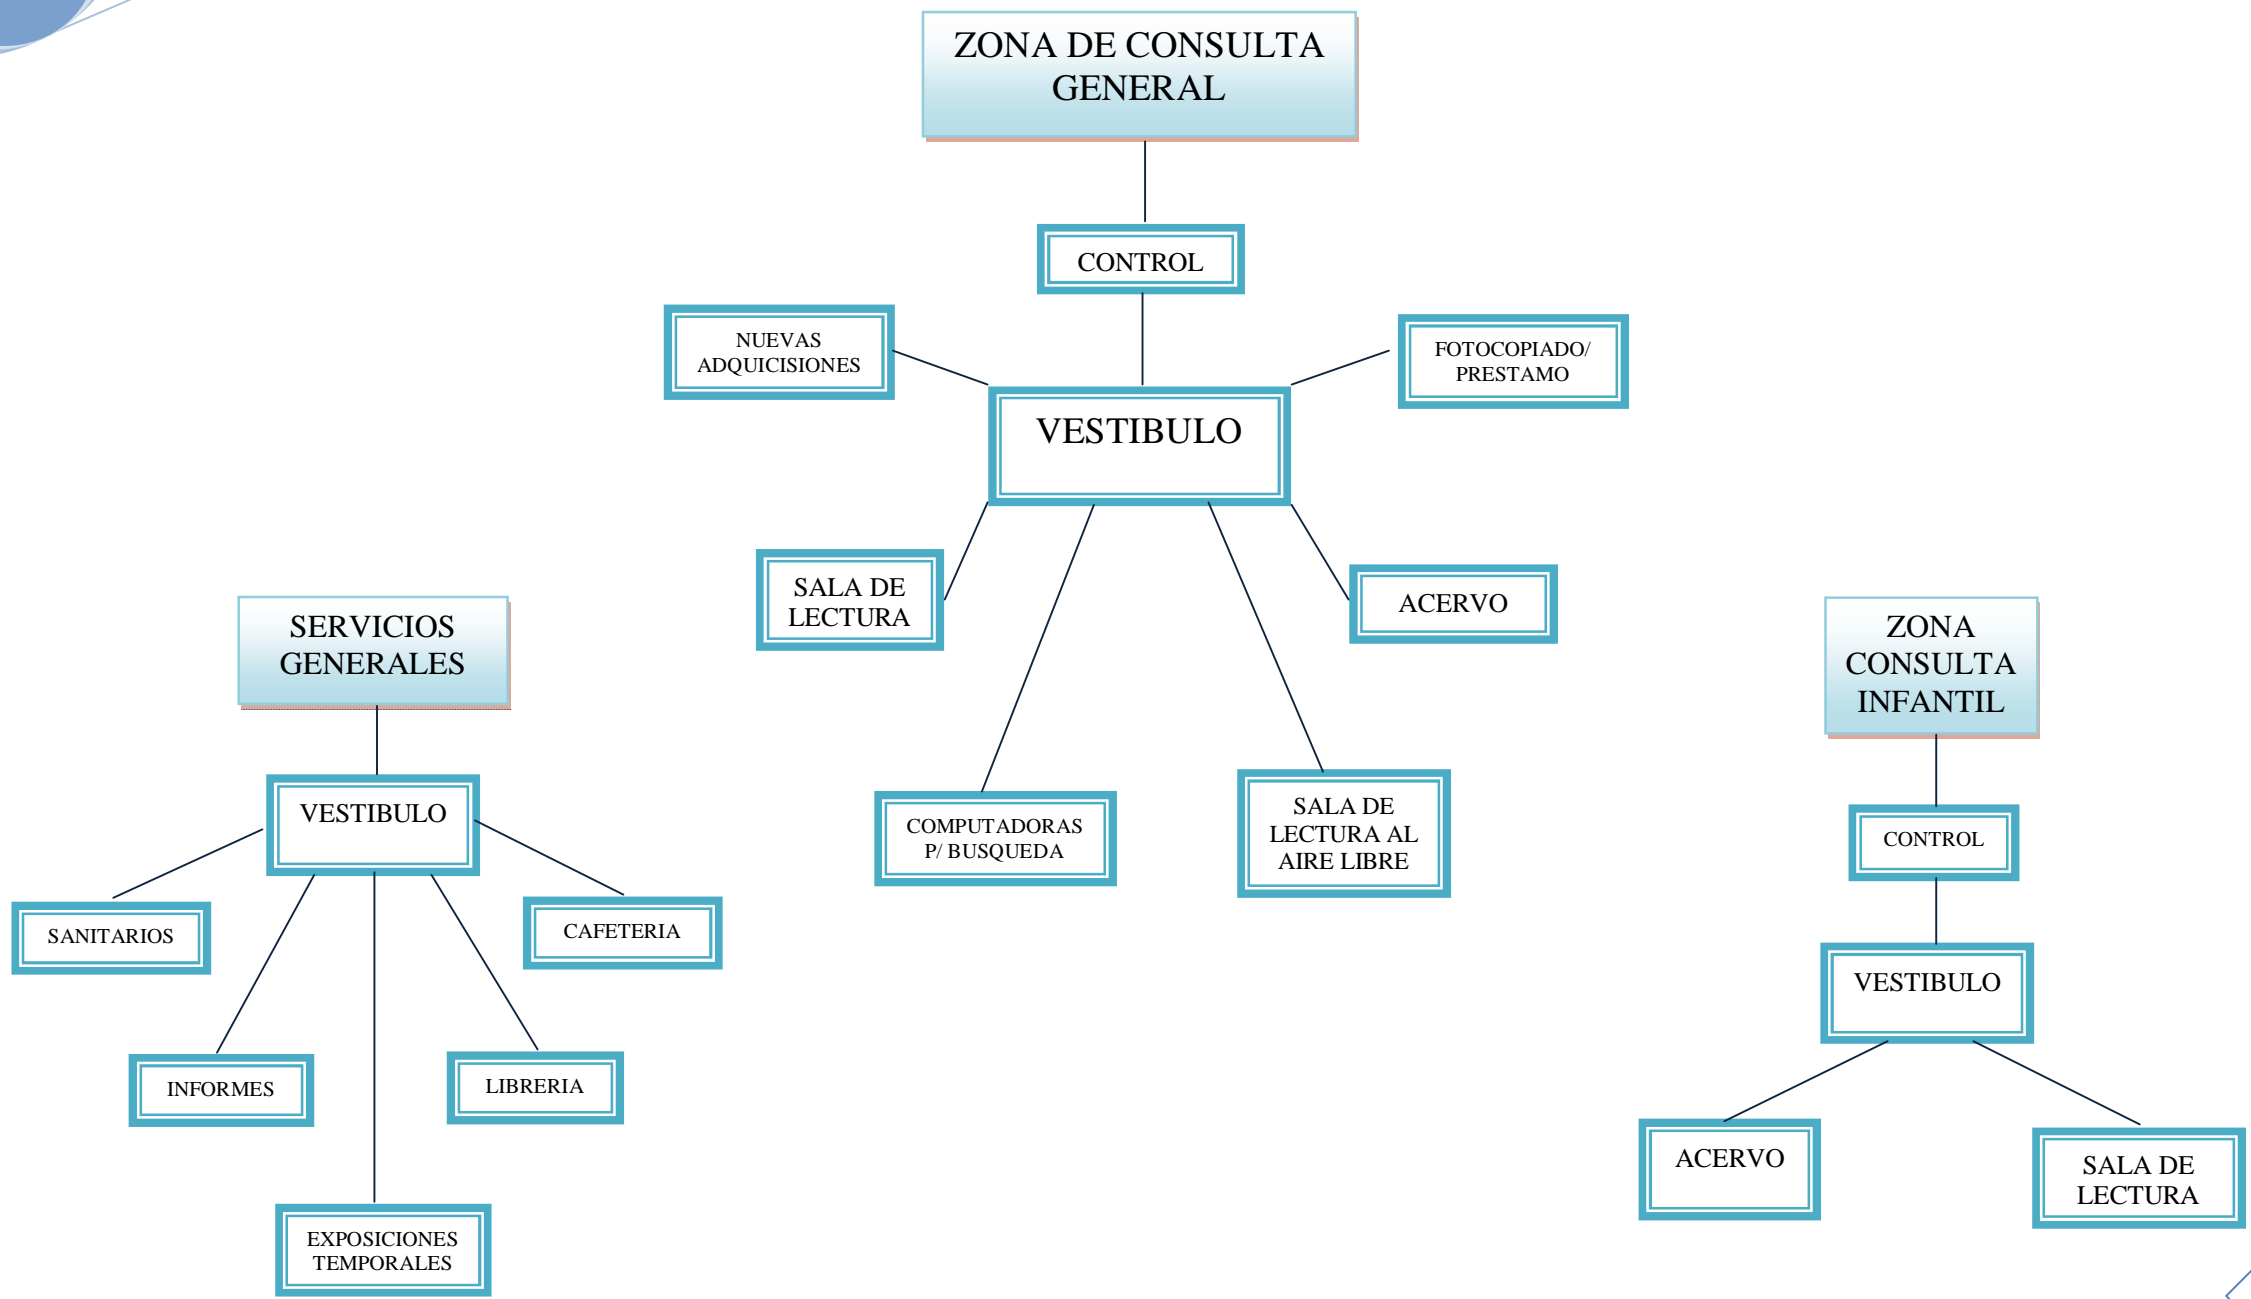 ZONA DE CONSULTA
GENERAL
CONTROL
NUEVAS
ADQUICISIONES
FOTOCOPIADO/
PRESTAMO
VESTIBULO
SALA DE
LECTURA
ACERVO
COMPUTADORAS
P/ BUSQUEDA
SALA DE
LECTURA AL
AIRE LIBRE
SERVICIOS
GENERALES
VESTIBULO
SANITARIOS
CAFETERIA
INFORMES
LIBRERIA
EXPOSICIONES
TEMPORALES
ZONA
CONSULTA
INFANTIL
CONTROL
VESTIBULO
ACERVO
SALA DE
LECTURA